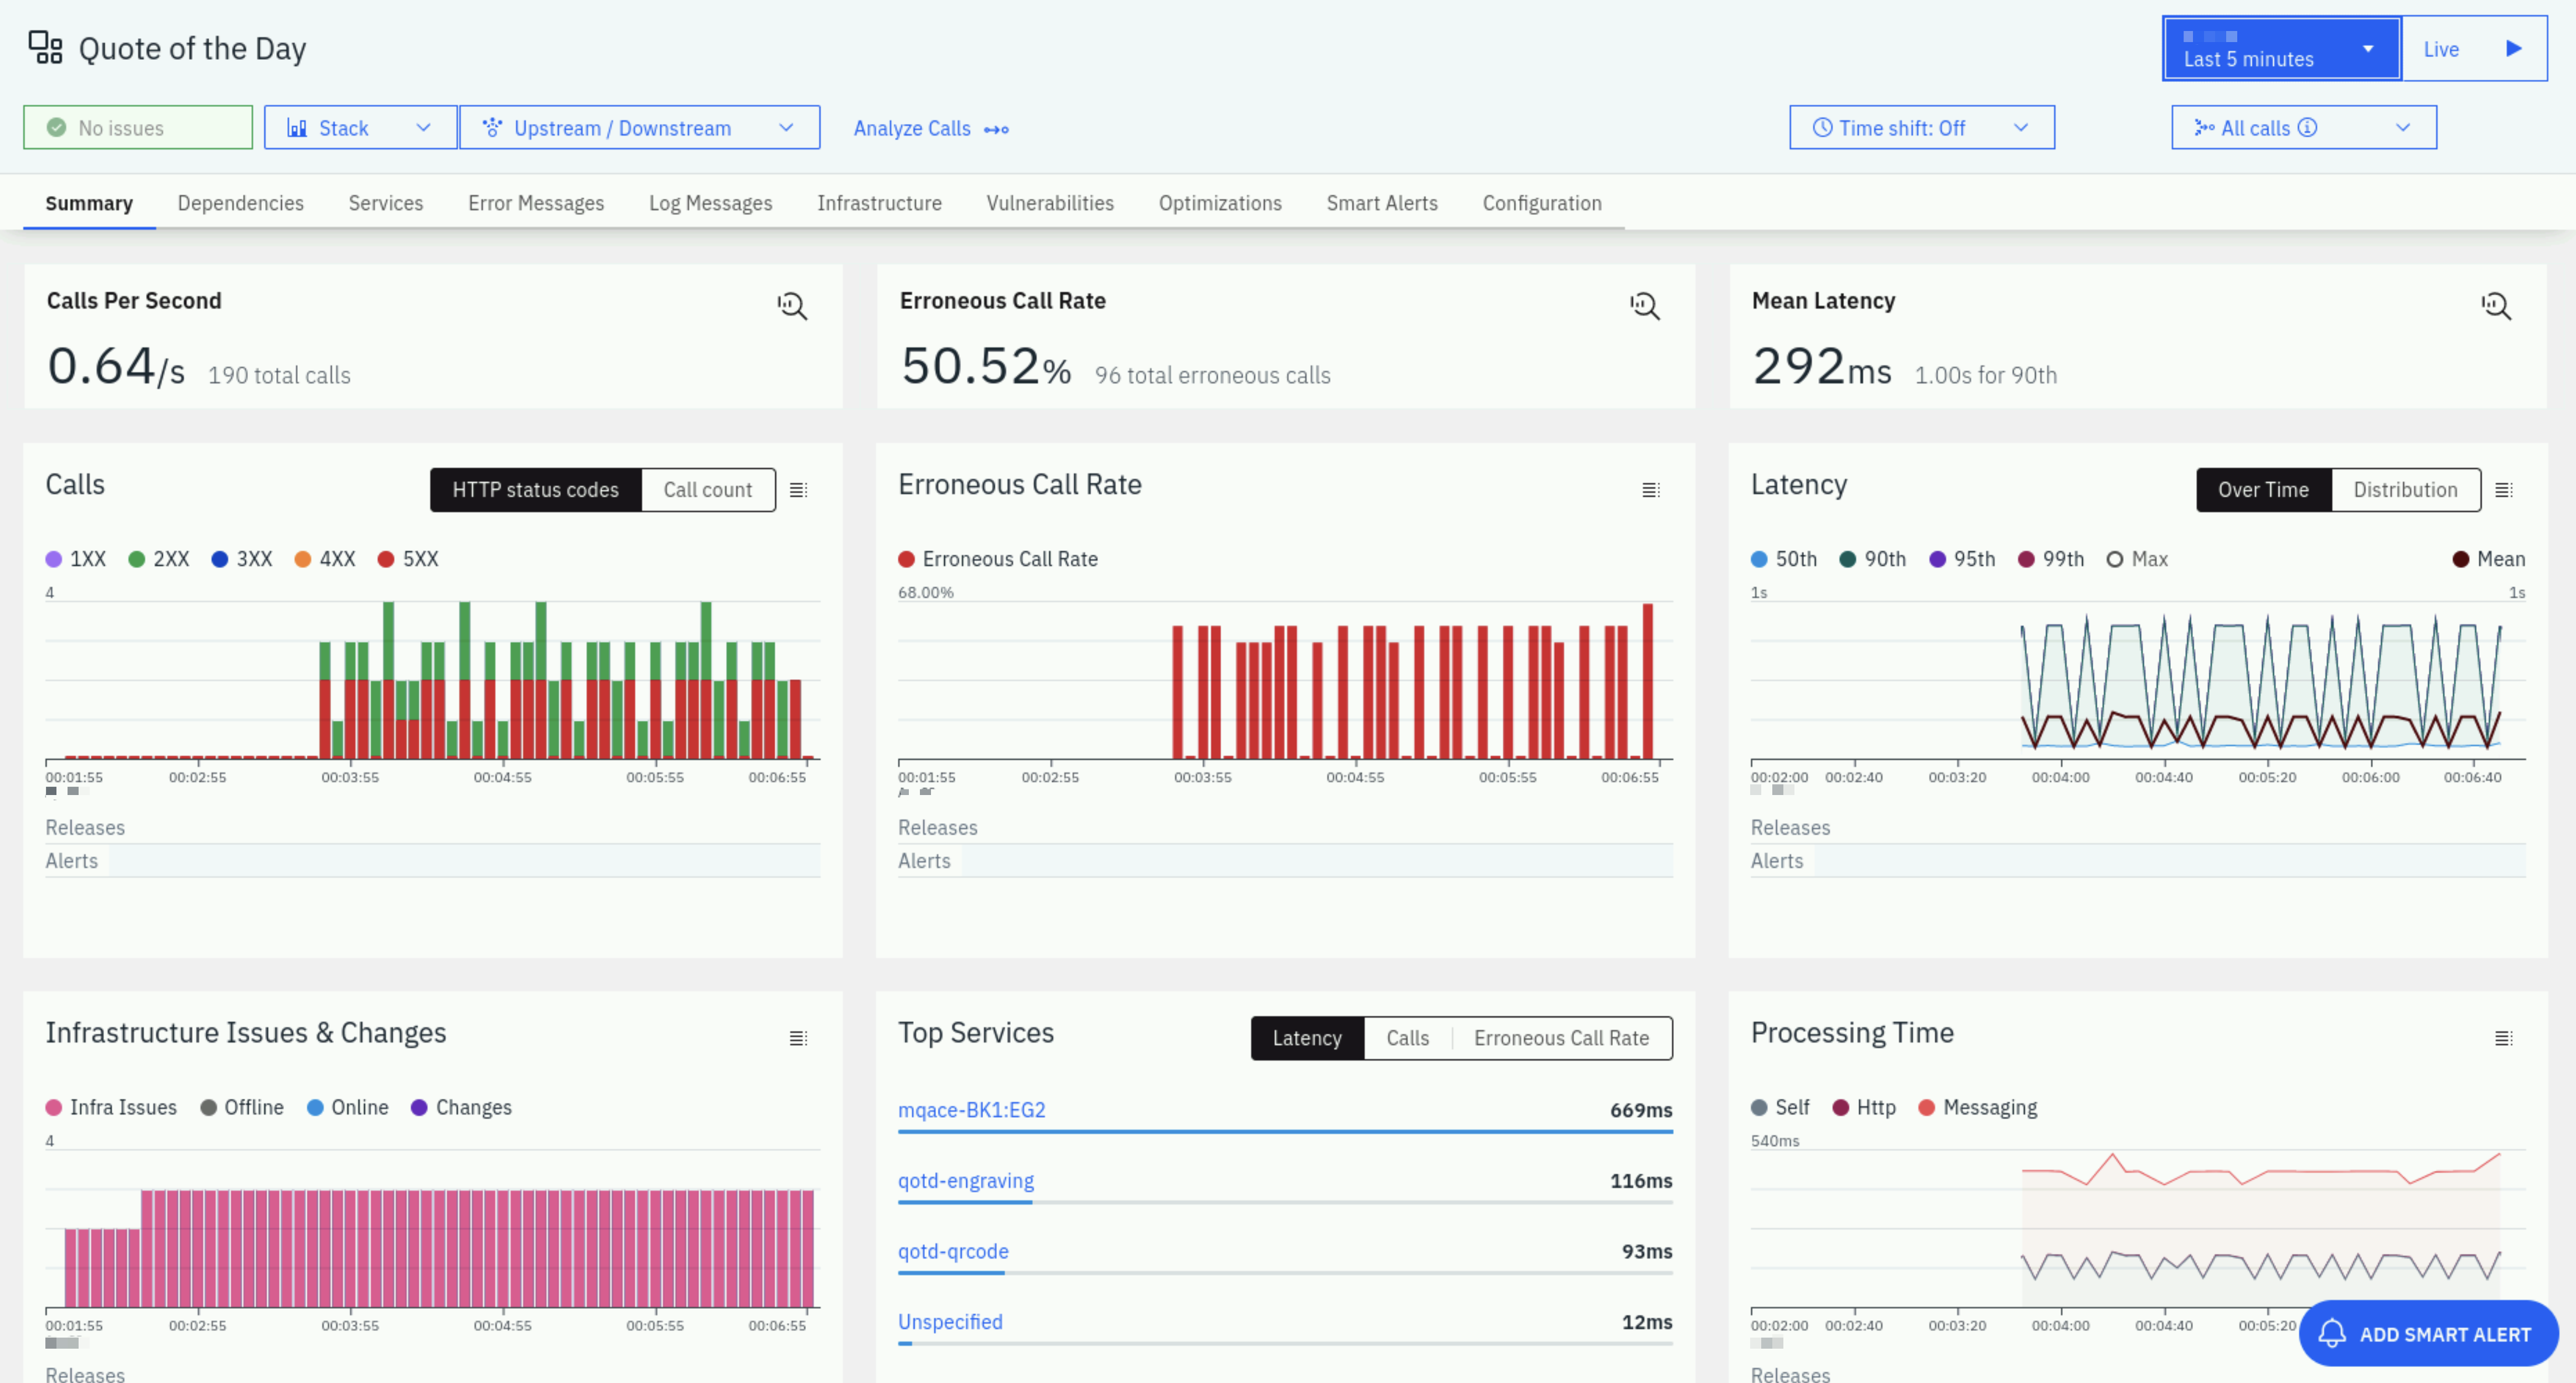 Quote of the Day
Last 5 minutes
Live
No issues
Stack
Upstream / Downstream
Analyze Calls
Time shift: Off
All calls
Summary
Dependencies
Services
Error Messages
Log Messages
Infrastructure
Vulnerabilities
Optimizations
Smart Alerts
Configuration
Calls Per Second
0.64/s 190 total calls
Erroneous Call Rate
50.52% 96 total erroneous calls
Mean Latency
292ms 1.00s for 90th
Calls
HTTP status codes
Call count
1XX 2XX 3XX 4XX 5XX
4
00:01:55 00:02:55 00:03:55 00:04:55 00:05:55 00:06:55
Releases
Alerts
Erroneous Call Rate
Erroneous Call Rate
68.00%
00:01:55 00:02:55 00:03:55 00:04:55 00:05:55 00:06:55
Releases
Alerts
Latency
Over Time
Distribution
50th 90th 95th 99th Max Mean
1s 1s
00:02:00 00:02:40 00:03:20 00:04:00 00:04:40 00:05:20 00:06:00 00:06:40
Releases
Alerts
Infrastructure Issues & Changes
Infra Issues Offline Online Changes
4
00:01:55 00:02:55 00:03:55 00:04:55 00:05:55 00:06:55
Releases
Top Services
Latency
Calls
Erroneous Call Rate
mqace-BK1:EG2 669ms
qotd-engraving 116ms
qotd-qrcode 93ms
Unspecified 12ms
Processing Time
Self Http Messaging
540ms
00:02:00 00:02:40 00:03:20 00:04:00 00:04:40 00:05:20
Releases
ADD SMART ALERT